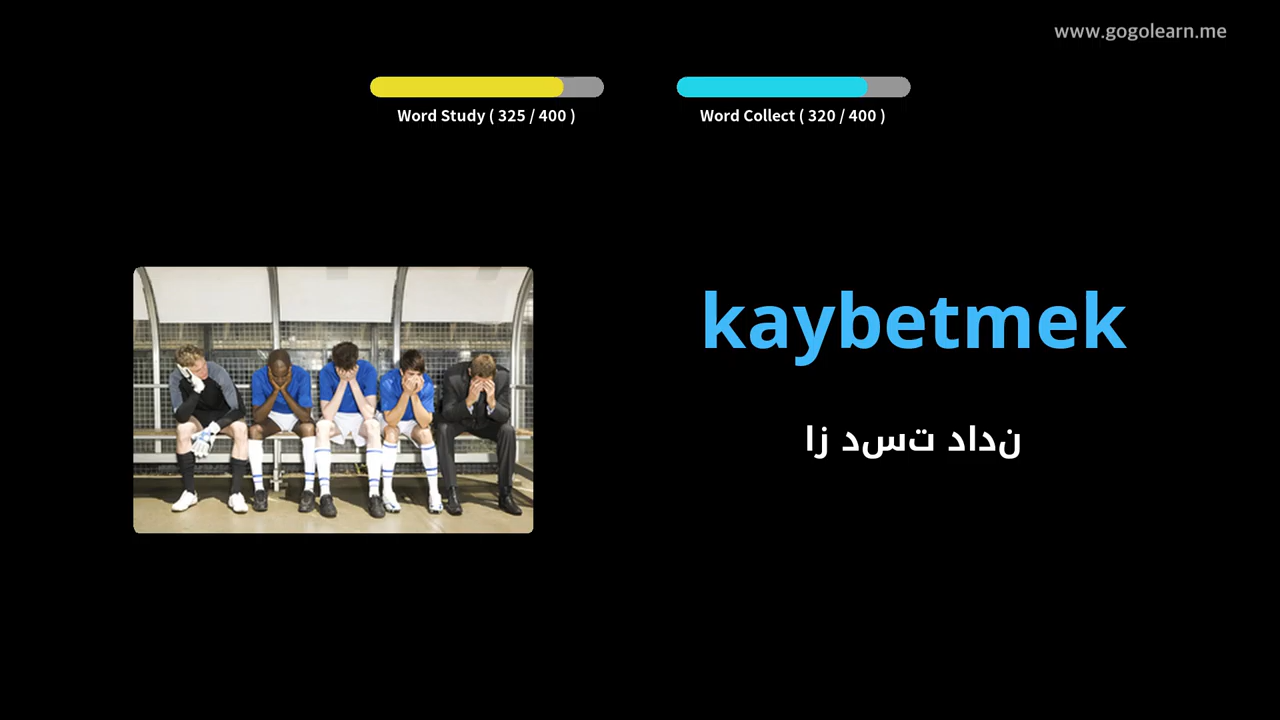 www.gogolearn.me
Word Study ( 325 / 400 )
Word Collect ( 320 / 400 )
kaybetmek
نداد تسد زا